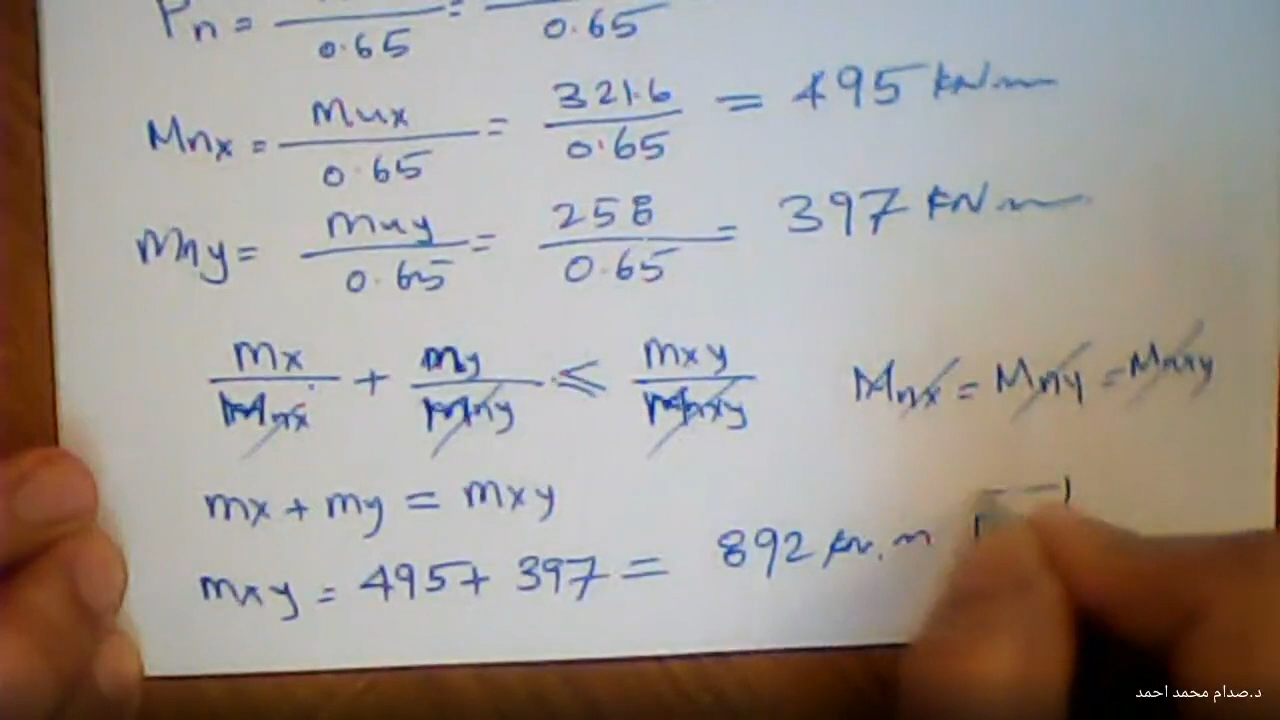 Pn = ――― = ―――
0.65 0.65
Mnx = Mux / 0.65 = 321.6 / 0.65 = 495 kN m
Mny = Muy / 0.65 = 258 / 0.65 = 397 kN m
Mx / Mnx + My / Mny ≤ Mxy / Mnxy Mnx = Mny = Mnxy
Mx + My = Mxy
Mxy = 495 + 397 = 892 kN.m
د.صدام محمد احمد